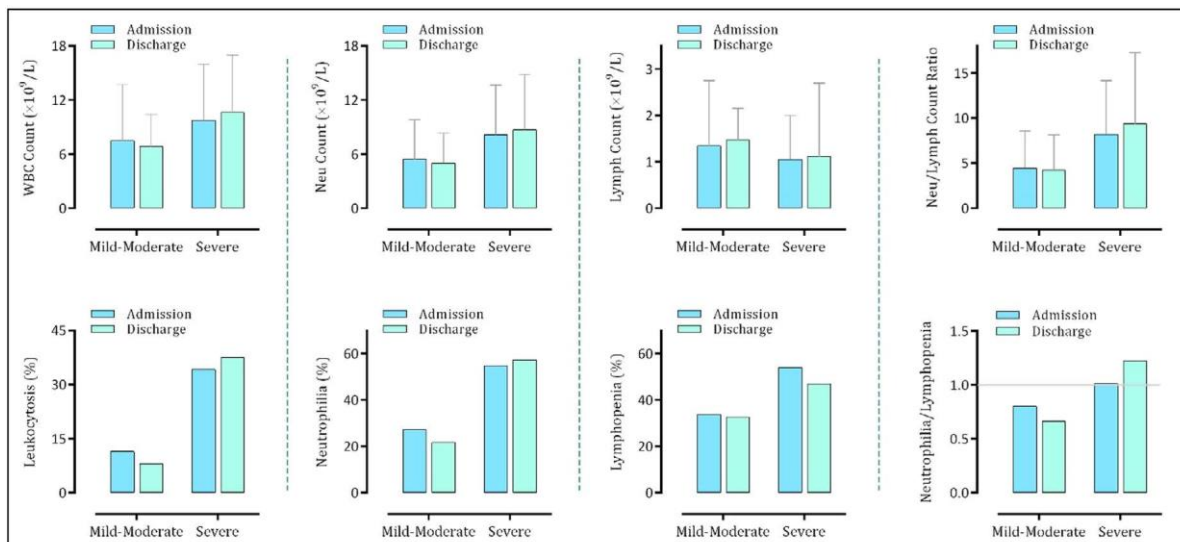 Admission
Discharge
WBC Count (×10⁹/L)
18
12
6
0
Mild-Moderate Severe
Admission
Discharge
Neu Count (×10⁹/L)
18
12
6
0
Mild-Moderate Severe
Admission
Discharge
Lymph Count (×10⁹/L)
3
2
1
0
Mild-Moderate Severe
Admission
Discharge
Neu/Lymph Count Ratio
15
10
5
0
Mild-Moderate Severe
Admission
Discharge
Leukocytosis (%)
45
30
15
0
Mild-Moderate Severe
Admission
Discharge
Neutrophilia (%)
60
40
20
0
Mild-Moderate Severe
Admission
Discharge
Lymphopenia (%)
60
40
20
0
Mild-Moderate Severe
Admission
Discharge
Neutrophilia/Lymphopenia
1.5
1.0
0.5
0.0
Mild-Moderate Severe